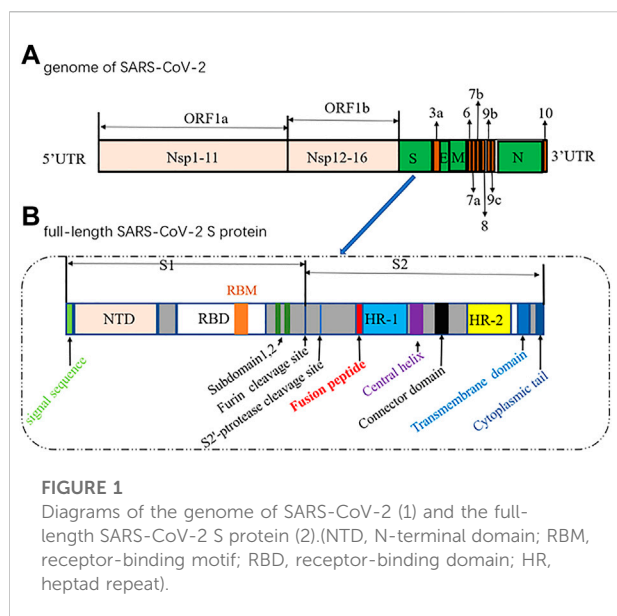 A genome of SARS-CoV-2
7b
3a 6 9b 10
ORF1a ORF1b
5'UTR Nsp1-11 Nsp12-16 S E M N 3'UTR
7a 9c
8
B full-length SARS-CoV-2 S protein
S1 S2
RBM
NTD RBD HR-1 HR-2
signal sequence
Subdomain1,2
Furin cleavage site
S2'-ptrotease cleavage site
Fusion peptide
Central helix
Connector domain
Transmembrane domain
Cytoplasmic tail
FIGURE 1
Diagrams of the genome of SARS-CoV-2 (1) and the full-
length SARS-CoV-2 S protein (2).(NTD, N-terminal domain; RBM,
receptor-binding motif; RBD, receptor-binding domain; HR,
heptad repeat).